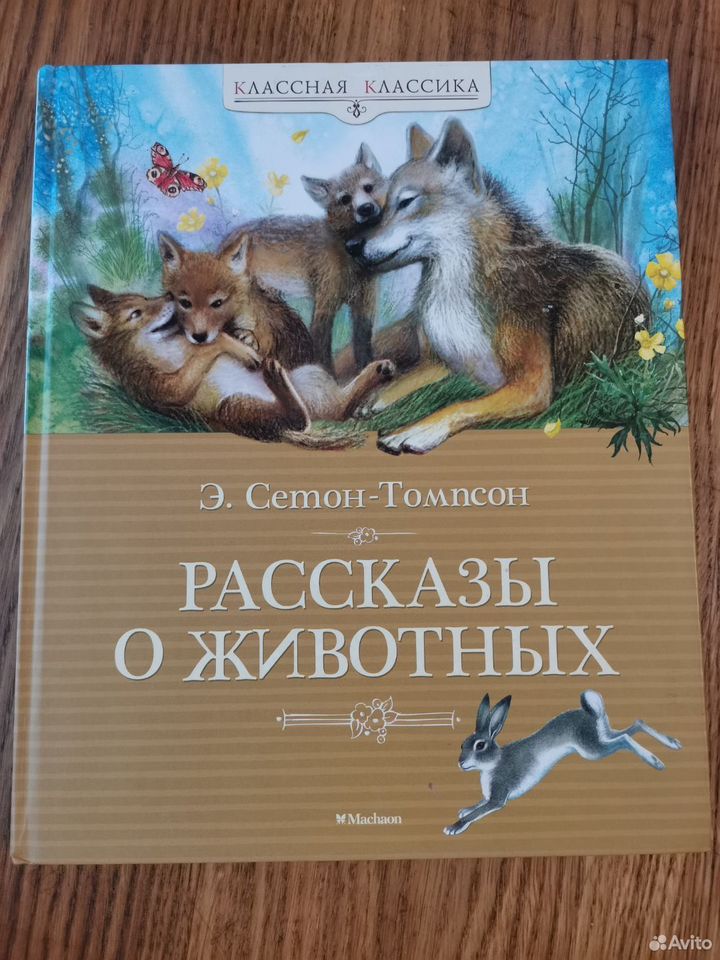 КЛАССНАЯ КЛАССИКА
Э. Сетон-Томпсон
РАССКАЗЫ
О ЖИВОТНЫХ
Machaon
Avito